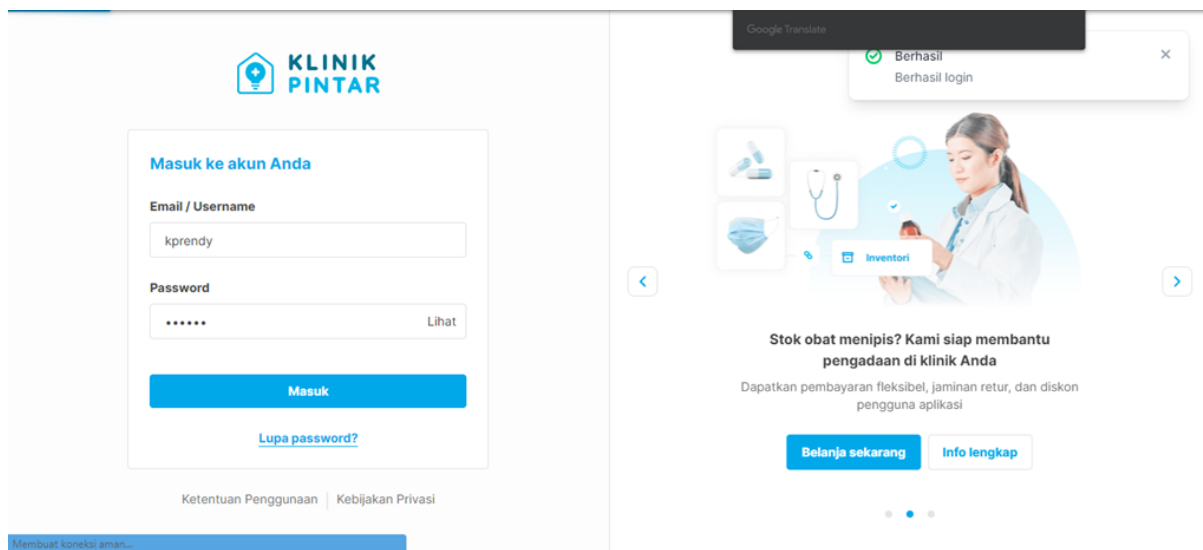 KLINIK
PINTAR
Masuk ke akun Anda
Email / Username
kprendy
Password
••••••
Lihat
Masuk
Lupa password?
Ketentuan Penggunaan
Kebijakan Privasi
Membuat koneksi aman...
Google Translate
Berhasil
Berhasil login
Inventori
Stok obat menipis? Kami siap membantu
pengadaan di klinik Anda
Dapatkan pembayaran fleksibel, jaminan retur, dan diskon
pengguna aplikasi
Belanja sekarang
Info lengkap